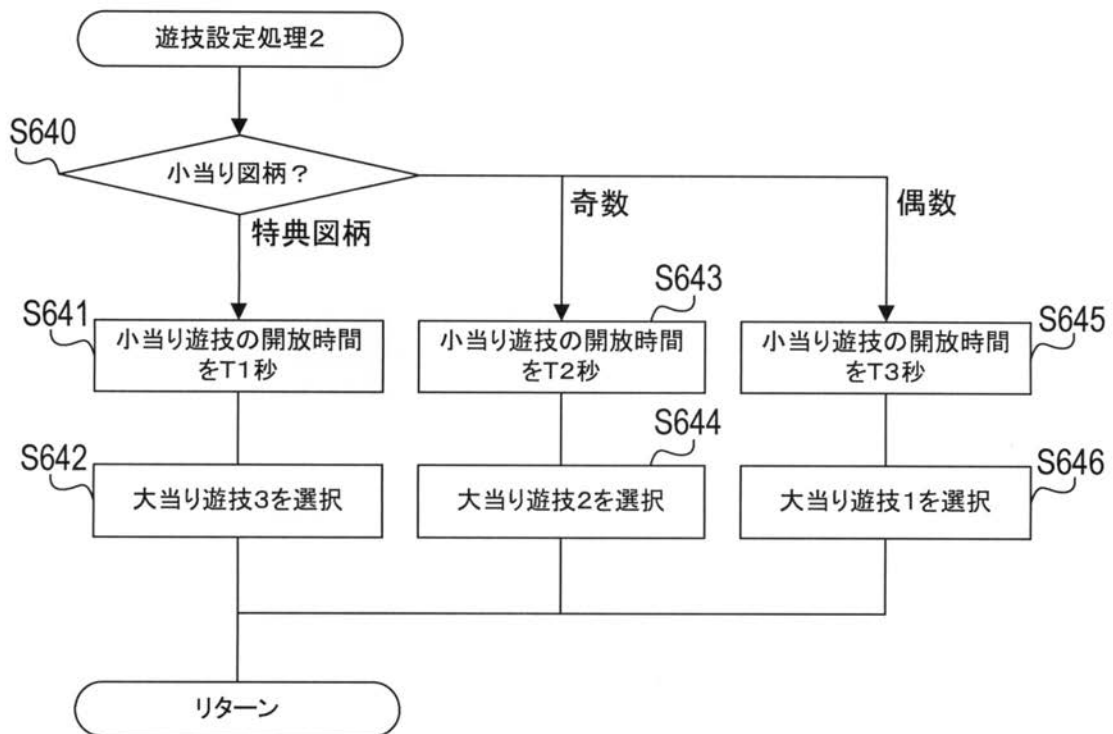 遊技設定処理2
S640
小当り図柄？
特典図柄
奇数
偶数
S641
小当り遊技の開放時間
をT1秒
S643
小当り遊技の開放時間
をT2秒
S645
小当り遊技の開放時間
をT3秒
S642
大当り遊技3を選択
S644
大当り遊技2を選択
S646
大当り遊技1を選択
リターン